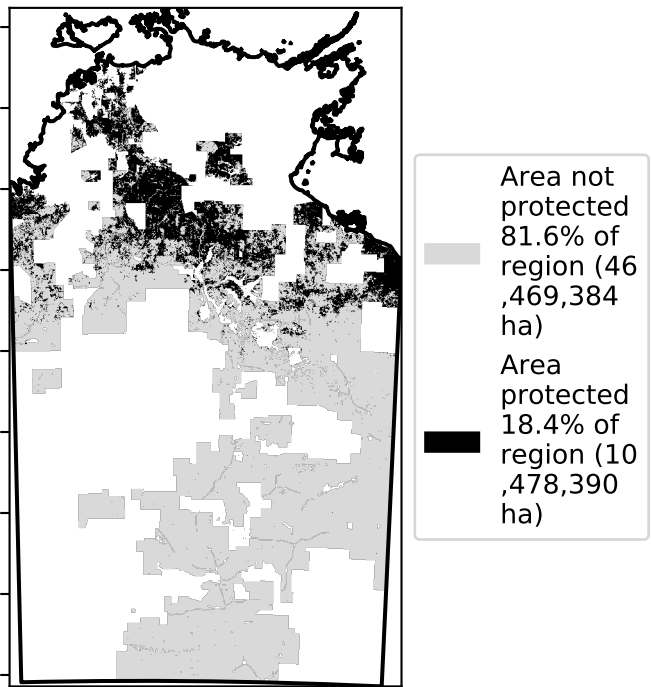 Area not
protected
81.6% of
region (46
,469,384
ha)
Area
protected
18.4% of
region (10
,478,390
ha)